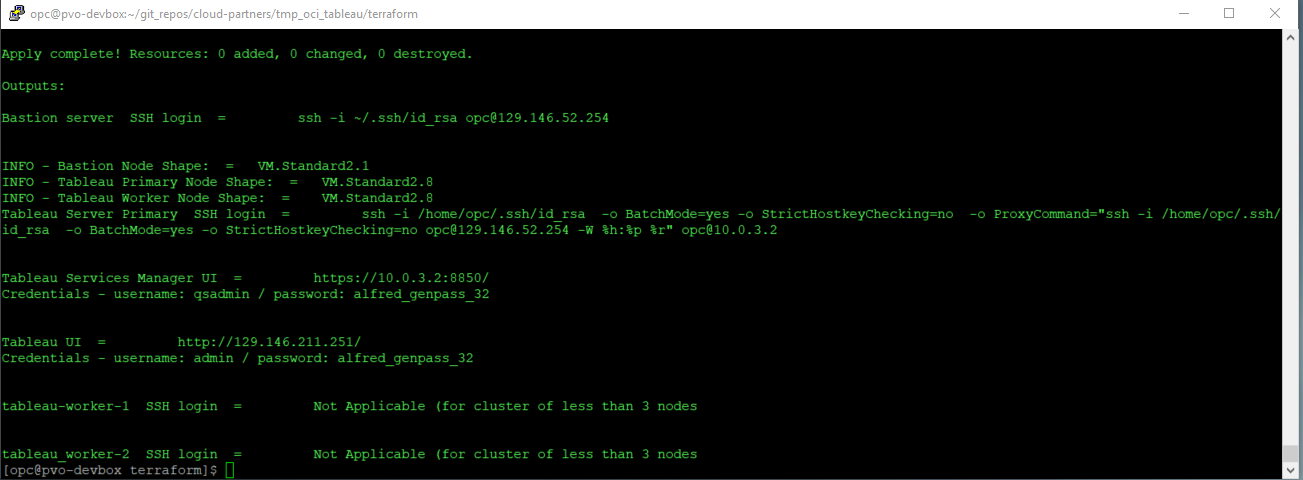 opc@pvo-devbox:~/git_repos/cloud-partners/tmp_oci_tableau/terraform
Apply complete! Resources: 0 added, 0 changed, 0 destroyed.
Outputs:
Bastion server  SSH login  =         ssh -i ~/.ssh/id_rsa opc@129.146.52.254
INFO - Bastion Node Shape:  =   VM.Standard2.1
INFO - Tableau Primary Node Shape:  =   VM.Standard2.8
INFO - Tableau Worker Node Shape:  =    VM.Standard2.8
Tableau Server Primary  SSH login  =         ssh -i /home/opc/.ssh/id_rsa  -o BatchMode=yes -o StrictHostkeyChecking=no  -o ProxyCommand="ssh -i /home/opc/.ssh/
id_rsa  -o BatchMode=yes -o StrictHostkeyChecking=no opc@129.146.52.254 -W %h:%p %r" opc@10.0.3.2
Tableau Services Manager UI  =         https://10.0.3.2:8850/
Credentials - username: qsadmin / password: alfred_genpass_32
Tableau UI  =         http://129.146.211.251/
Credentials - username: admin / password: alfred_genpass_32
tableau-worker-1  SSH login  =         Not Applicable (for cluster of less than 3 nodes
tableau_worker-2  SSH login  =         Not Applicable (for cluster of less than 3 nodes
[opc@pvo-devbox terraform]$